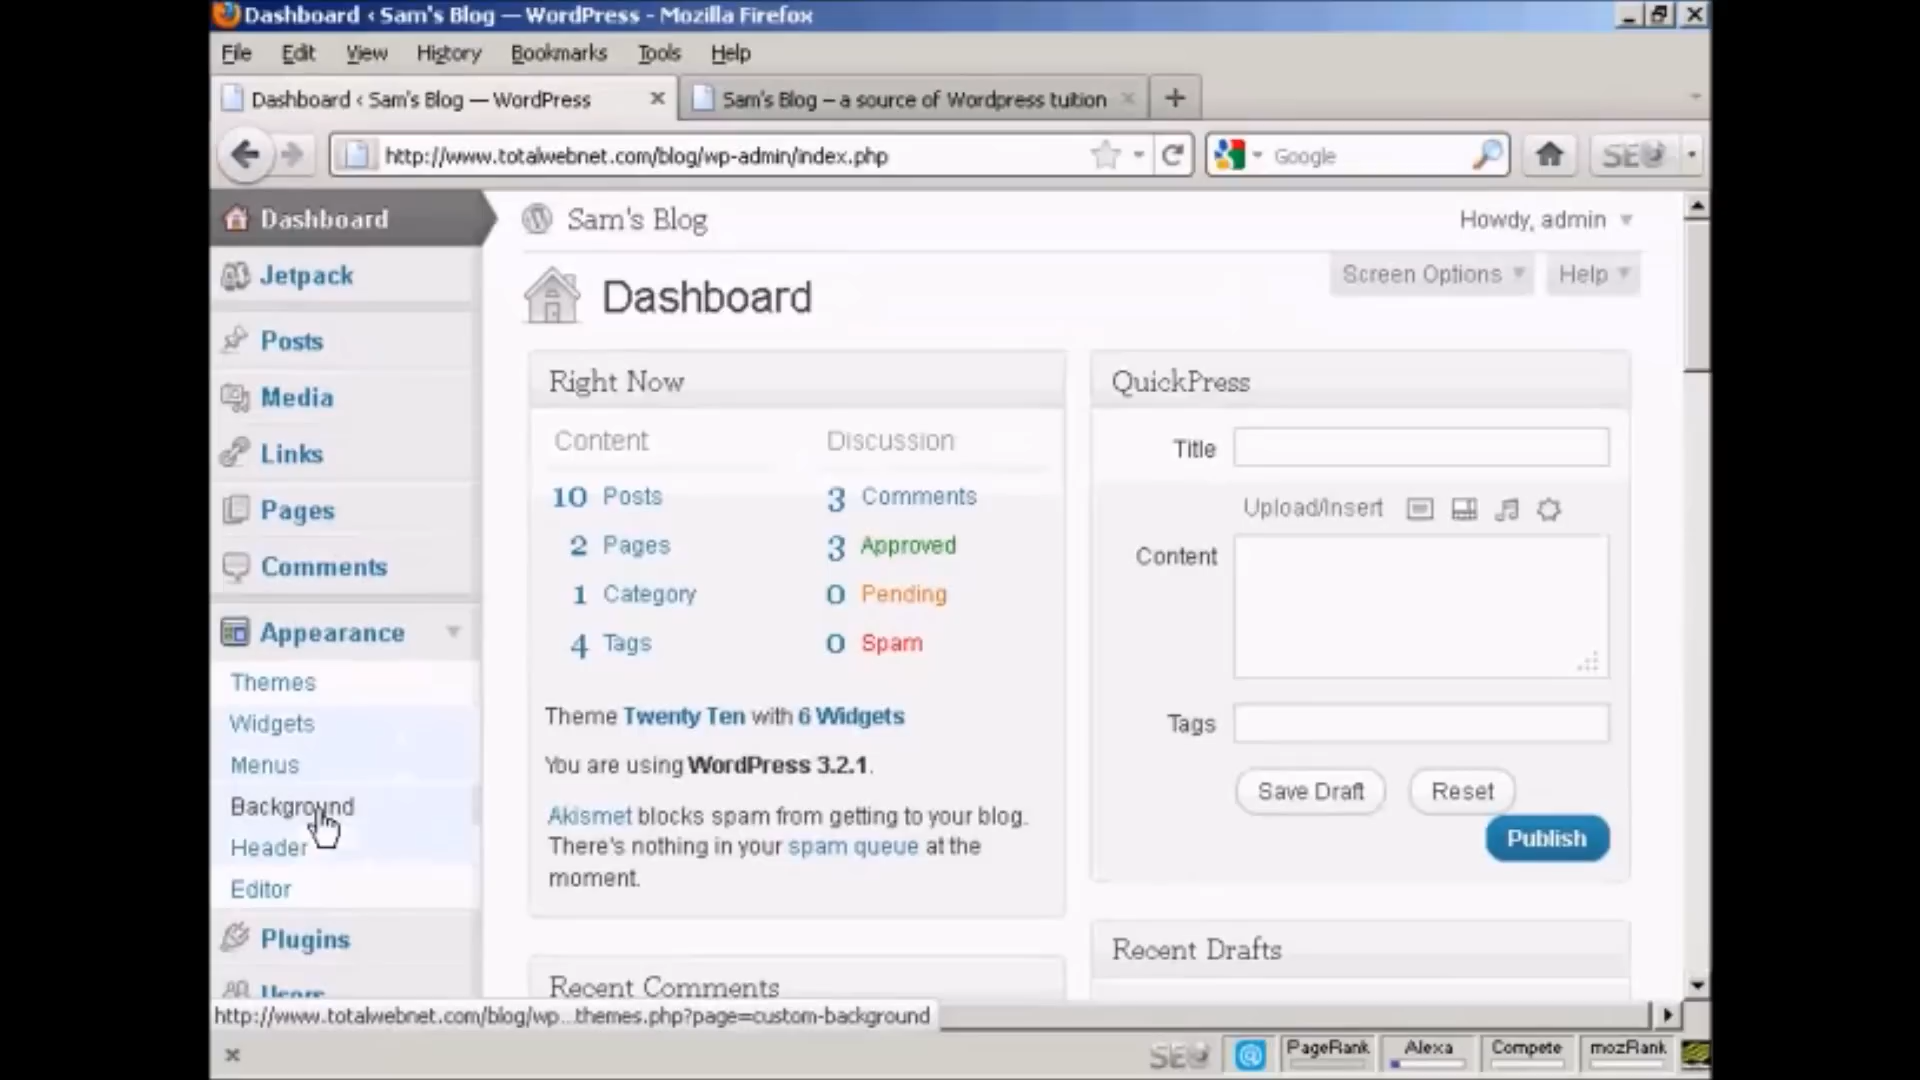 Dashboard ‹ Sam's Blog — WordPress - Mozilla Firefox
File Edit View History Bookmarks Tools Help
Dashboard ‹ Sam's Blog — WordPress
Sam's Blog – a source of Wordpress tuition
http://www.totalwebnet.com/blog/wp-admin/index.php
Google
SEO
Dashboard
Jetpack
Posts
Media
Links
Pages
Comments
Appearance
Themes
Widgets
Menus
Background
Header
Editor
Plugins
Users
Sam's Blog
Howdy, admin
Screen Options
Help
Dashboard
Right Now
Content
Discussion
10 Posts
3 Comments
2 Pages
3 Approved
1 Category
0 Pending
4 Tags
0 Spam
Theme Twenty Ten with 6 Widgets
You are using WordPress 3.2.1.
Akismet blocks spam from getting to your blog.
There's nothing in your spam queue at the
moment.
Recent Comments
QuickPress
Title
Upload/Insert
Content
Tags
Save Draft
Reset
Publish
Recent Drafts
http://www.totalwebnet.com/blog/wp...themes.php?page=custom-background
SEO
PageRank
Alexa
Compete
mozRank